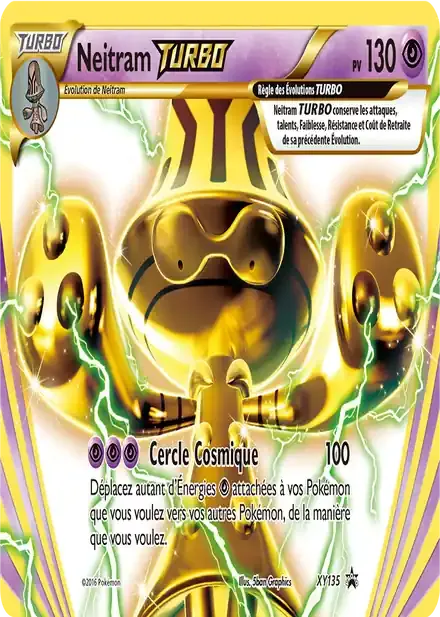 TURBO
Neitram TURBO
PV 130
Évolution de Neitram
Règle des Évolutions TURBO
Neitram TURBO conserve les attaques,
talents, Faiblesse, Résistance et Coût de Retraite
de sa précédente Évolution.
Cercle Cosmique 100
Déplacez autant d'Énergies attachées à vos Pokémon
que vous voulez vers vos autres Pokémon, de la manière
que vous voulez.
©2016 Pokémon
Illus. 5ban Graphics
XY135